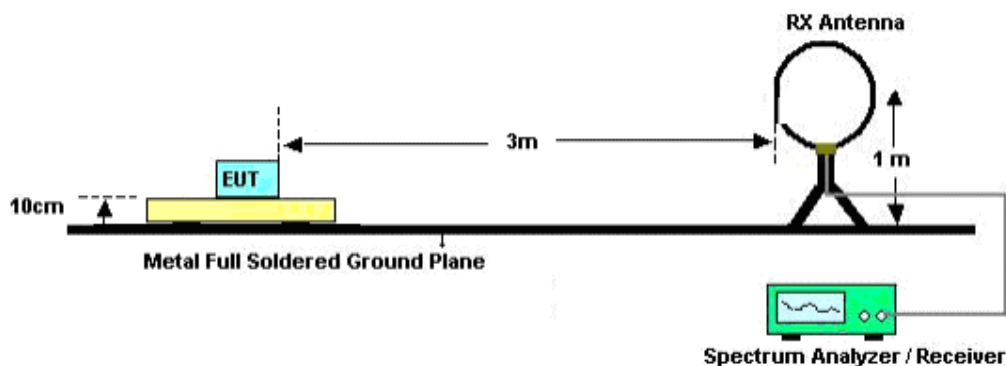 RX Antenna
3m
EUT
1 m
10cm
Metal Full Soldered Ground Plane
Spectrum Analyzer / Receiver